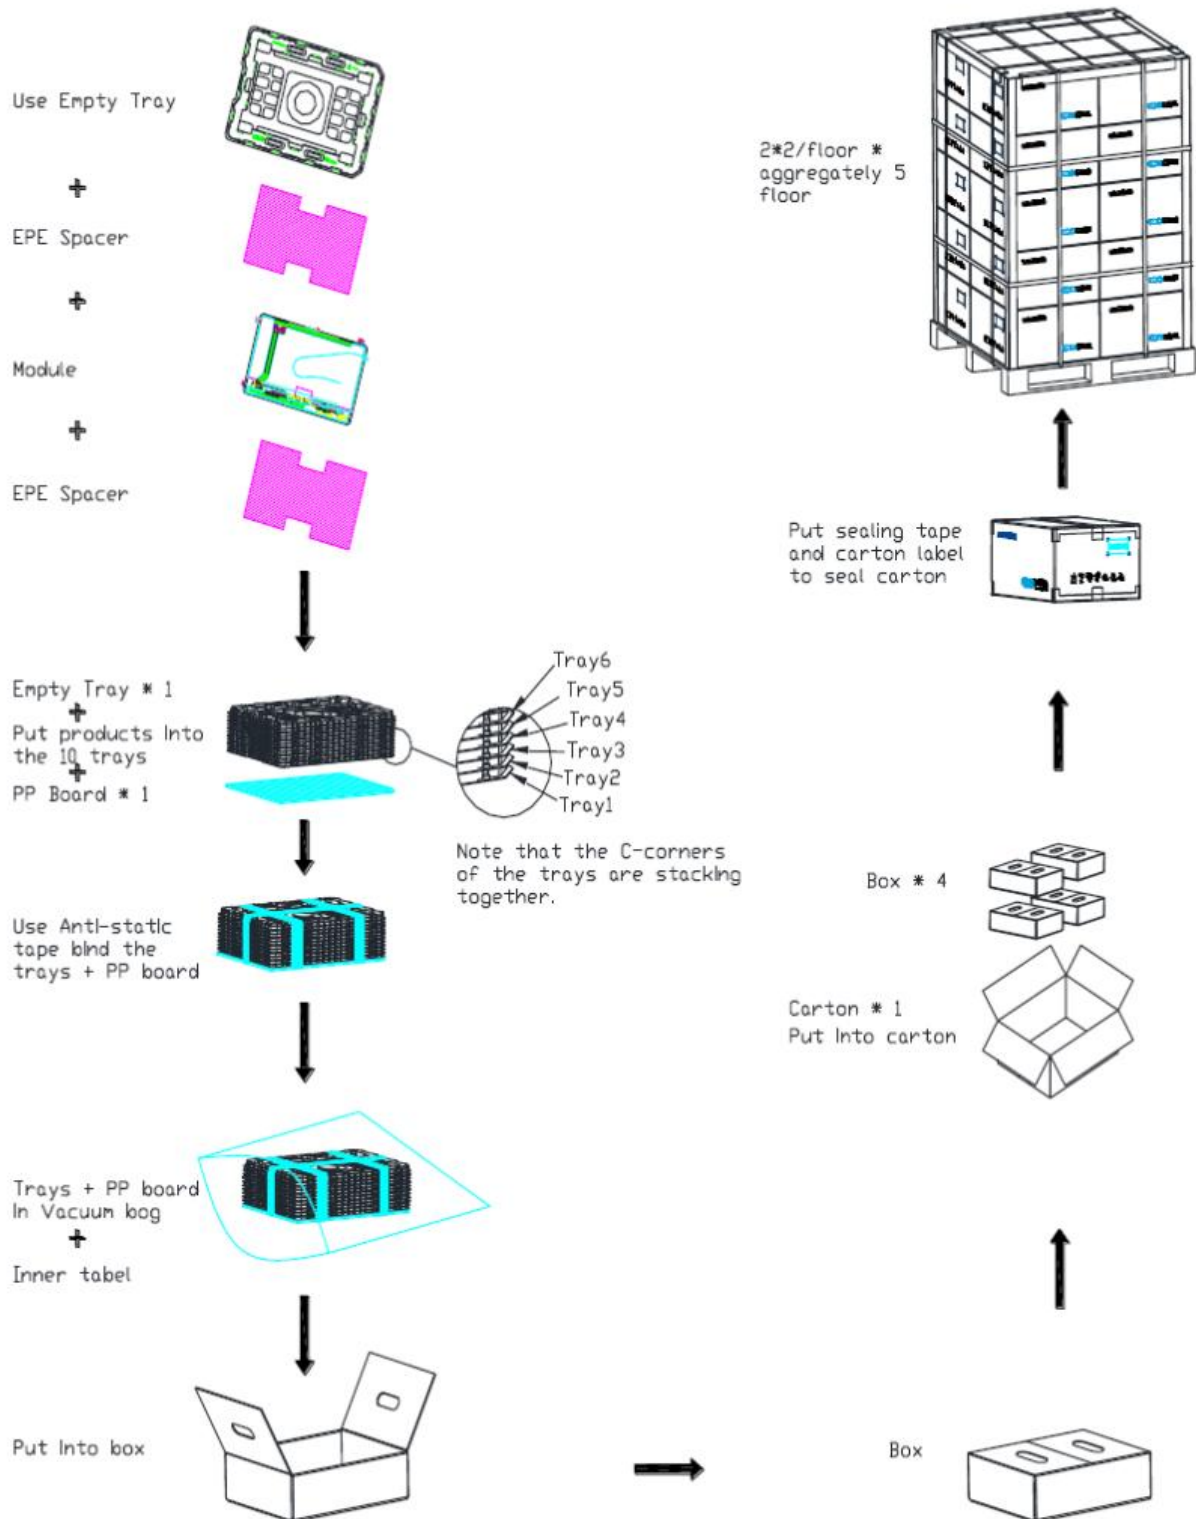 Use Empty Tray
+
EPE Spacer
+
Module
+
EPE Spacer
Empty Tray * 1
+
Put products Into
the 10 trays
+
PP Board * 1
Tray6
Tray5
Tray4
Tray3
Tray2
Tray1
Note that the C-corners
of the trays are stacking
together.
Use Anti-static
tape bind the
trays + PP board
Trays + PP board
In Vacuum bog
+
Inner tabel
Put Into box
Box
Carton * 1
Put Into carton
Box * 4
Put sealing tape
and carton label
to seal carton
2*2/floor *
aggregately 5
floor